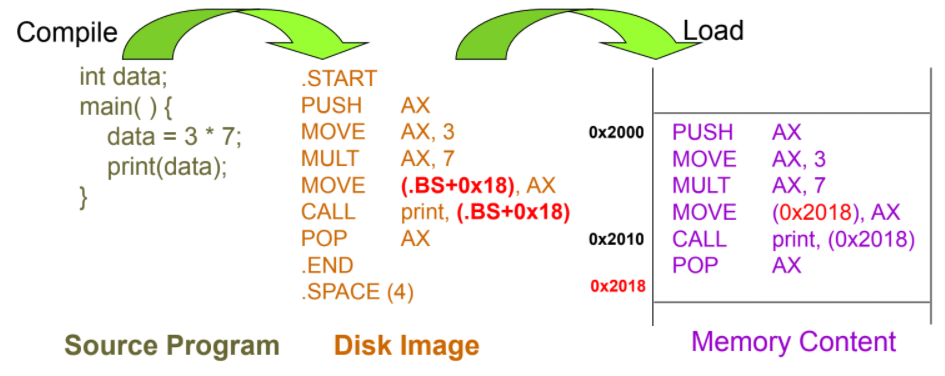 Compile
Load
int data;
main( ) {
data = 3 * 7;
print(data);
}
.START
PUSH AX
MOVE AX, 3
MULT AX, 7
MOVE (.BS+0x18), AX
CALL print, (.BS+0x18)
POP AX
.END
.SPACE (4)
0x2000
0x2010
0x2018
PUSH AX
MOVE AX, 3
MULT AX, 7
MOVE (0x2018), AX
CALL print, (0x2018)
POP AX
Source Program
Disk Image
Memory Content